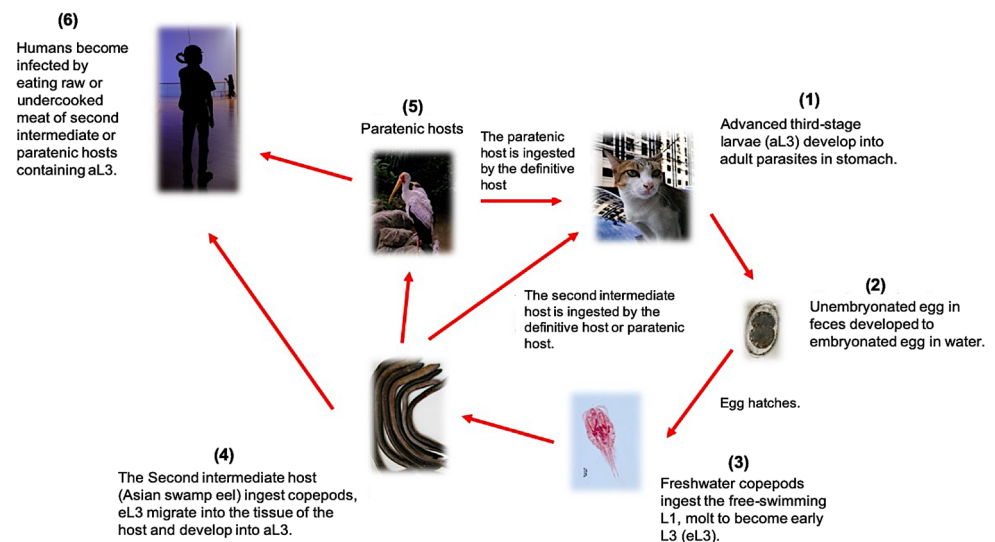 (6)
Humans become
infected by
eating raw or
undercooked
meat of second
intermediate or
paratenic hosts
containing aL3.
(5)
Paratenic hosts
The paratenic
host is ingested
by the definitive
host
(1)
Advanced third-stage
larvae (aL3) develop into
adult parasites in stomach.
(2)
Unembryonated egg in
feces developed to
embryonated egg in water.
The second intermediate
host is ingested by the
definitive host or paratenic
host.
Egg hatches.
(3)
Freshwater copepods
ingest the free-swimming
L1, molt to become early
L3 (eL3).
(4)
The Second intermediate host
(Asian swamp eel) ingest copepods,
eL3 migrate into the tissue of the
host and develop into aL3.